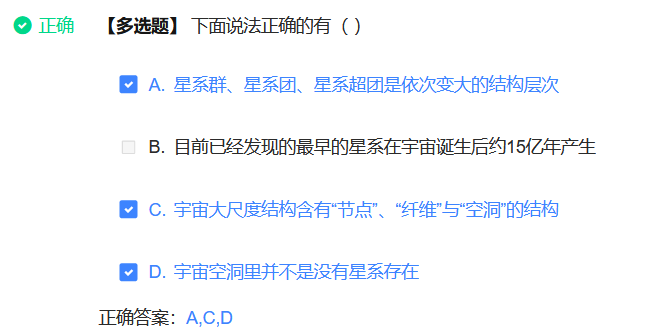 正确 【多选题】 下面说法正确的有（）
A. 星系群、星系团、星系超团是依次变大的结构层次
B. 目前已经发现的最早的星系在宇宙诞生后约15亿年产生
C. 宇宙大尺度结构含有“节点”、“纤维”与“空洞”的结构
D. 宇宙空洞里并不是没有星系存在
正确答案：A,C,D